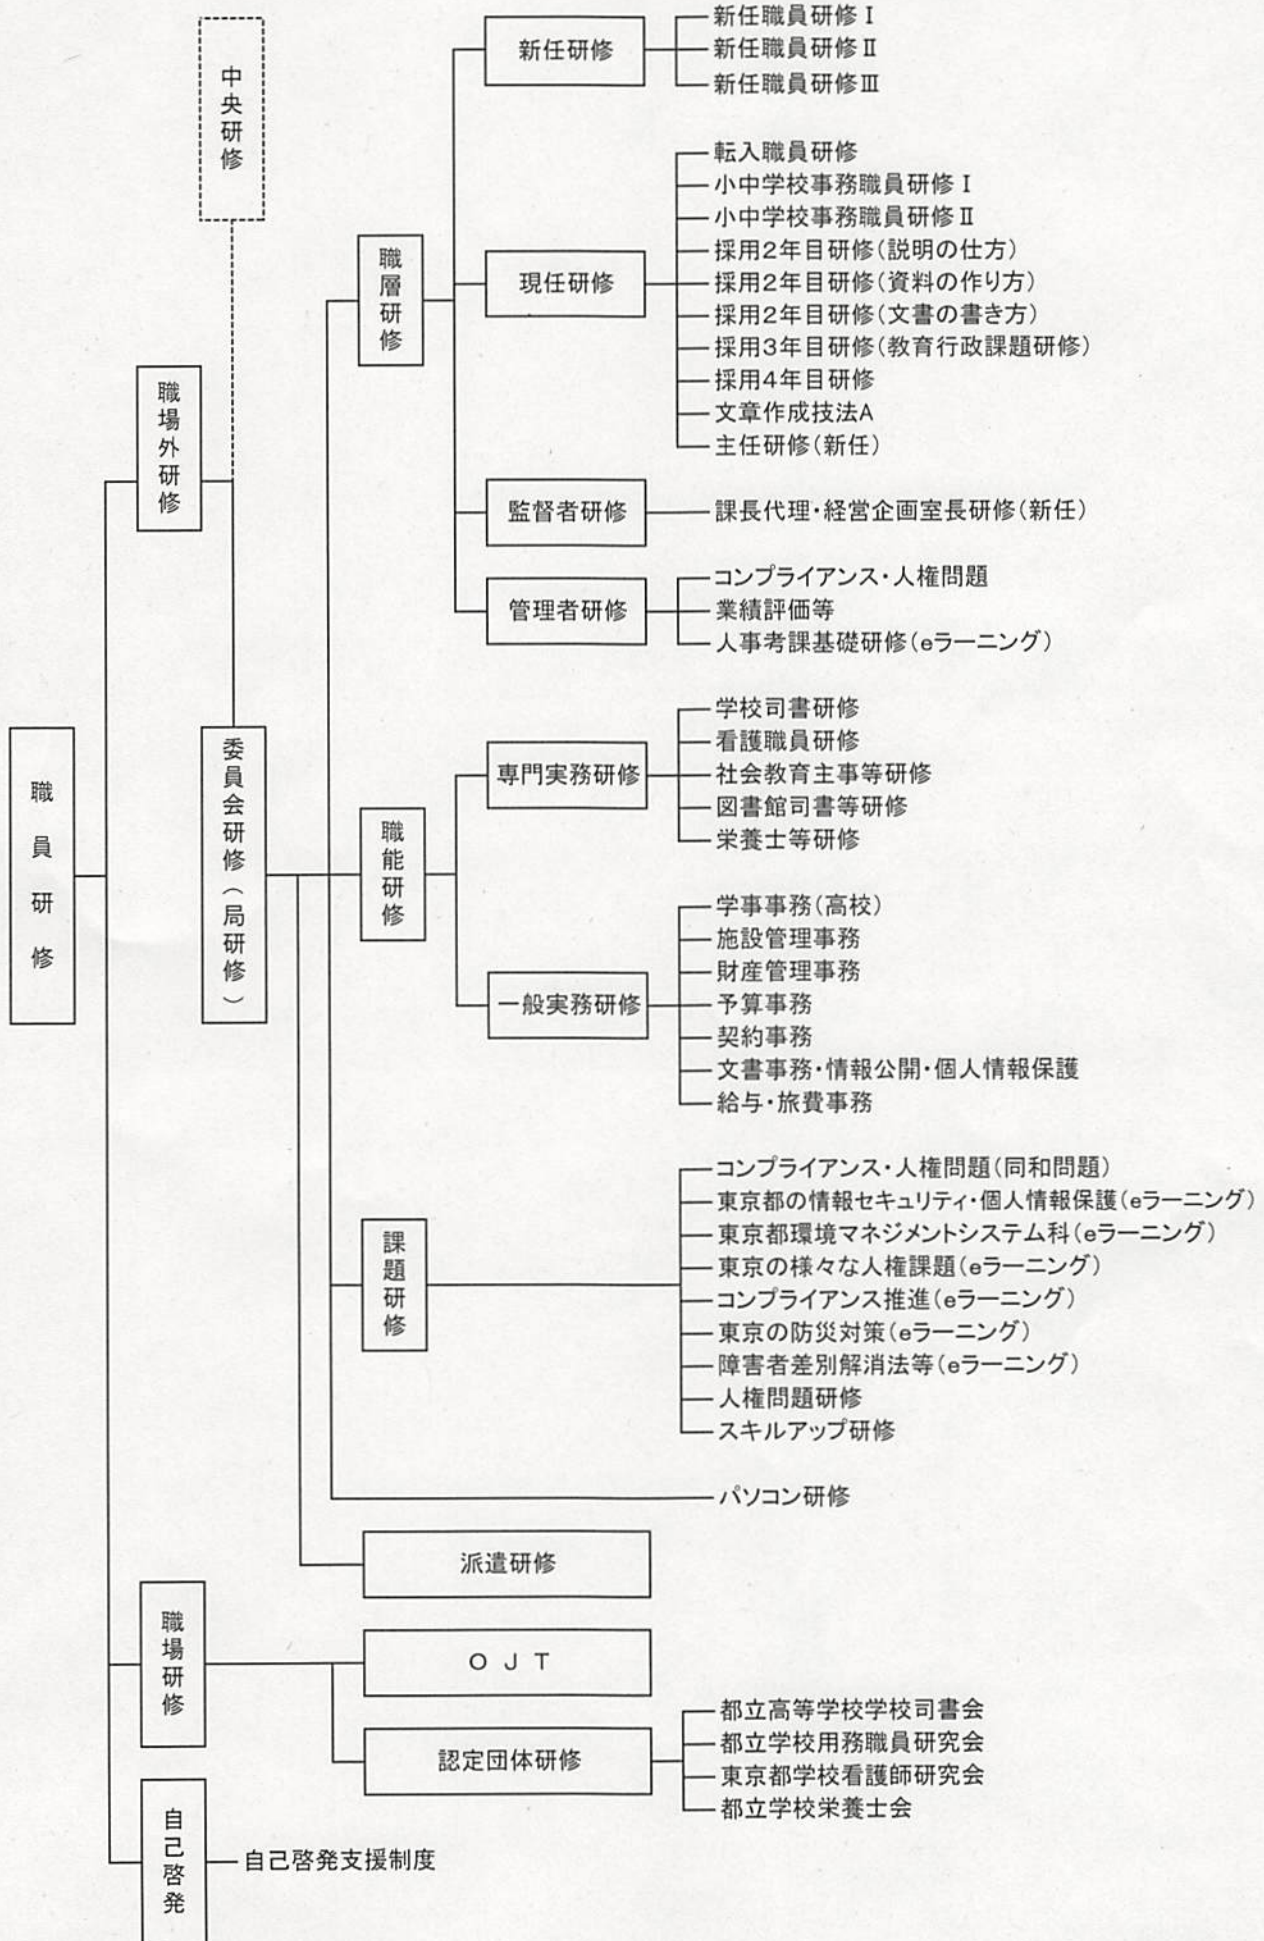 職員研修
職場外研修
中央研修
委員会研修（局研修）
職層研修
新任研修
新任職員研修Ⅰ
新任職員研修Ⅱ
新任職員研修Ⅲ
現任研修
転入職員研修
小中学校事務職員研修Ⅰ
小中学校事務職員研修Ⅱ
採用2年目研修(説明の仕方)
採用2年目研修(資料の作り方)
採用2年目研修(文書の書き方)
採用3年目研修(教育行政課題研修)
採用4年目研修
文章作成技法A
主任研修(新任)
監督者研修
課長代理・経営企画室長研修(新任)
管理者研修
コンプライアンス・人権問題
業績評価等
人事考課基礎研修(eラーニング)
職能研修
専門実務研修
学校司書研修
看護職員研修
社会教育主事等研修
図書館司書等研修
栄養士等研修
一般実務研修
学事事務(高校)
施設管理事務
財産管理事務
予算事務
契約事務
文書事務・情報公開・個人情報保護
給与・旅費事務
課題研修
コンプライアンス・人権問題(同和問題)
東京都の情報セキュリティ・個人情報保護(eラーニング)
東京都環境マネジメントシステム科(eラーニング)
東京の様々な人権課題(eラーニング)
コンプライアンス推進(eラーニング)
東京の防災対策(eラーニング)
障害者差別解消法等(eラーニング)
人権問題研修
スキルアップ研修
パソコン研修
派遣研修
職場研修
ＯＪＴ
認定団体研修
都立高等学校学校司書会
都立学校用務職員研究会
東京都学校看護師研究会
都立学校栄養士会
自己啓発
自己啓発支援制度